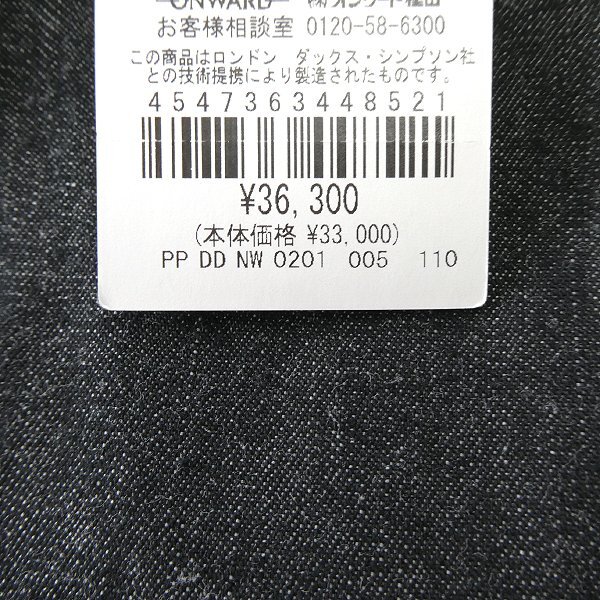 ONWARD ㈱オンワード樫山
お客様相談室 0120-58-6300
この商品はロンドン ダックス・シンプソン社
との技術提携により製造されたものです。
4547363448521
¥36,300
(本体価格 ¥33,000)
PP DD NW 0201 005 110